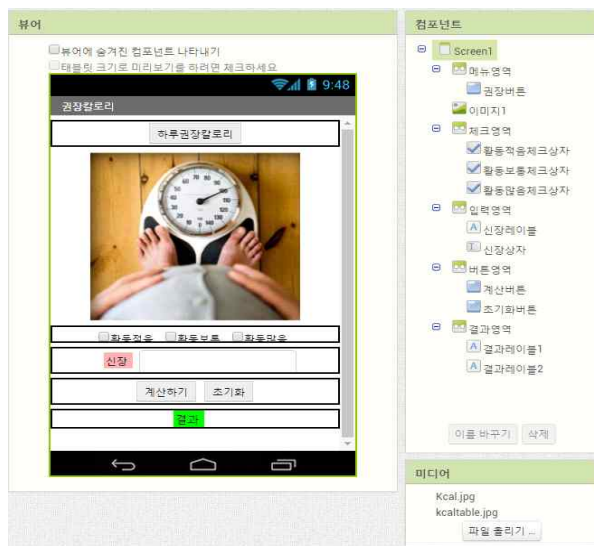 뷰어
뷰어에 숨겨진 컴포넌트 나타내기
태블릿 크기로 미리보기를 하려면 체크하세요
9:48
권장칼로리
하루권장칼로리
활동적음 활동보통 활동많음
신장
계산하기 초기화
결과
컴포넌트
Screen1
메뉴영역
권장버튼
이미지1
체크영역
활동적음체크상자
활동보통체크상자
활동많음체크상자
입력영역
신장레이블
신장상자
버튼영역
계산버튼
초기화버튼
결과영역
결과레이블1
결과레이블2
이름 바꾸기 삭제
미디어
Kcal.jpg
kcaltable.jpg
파일 올리기 ...